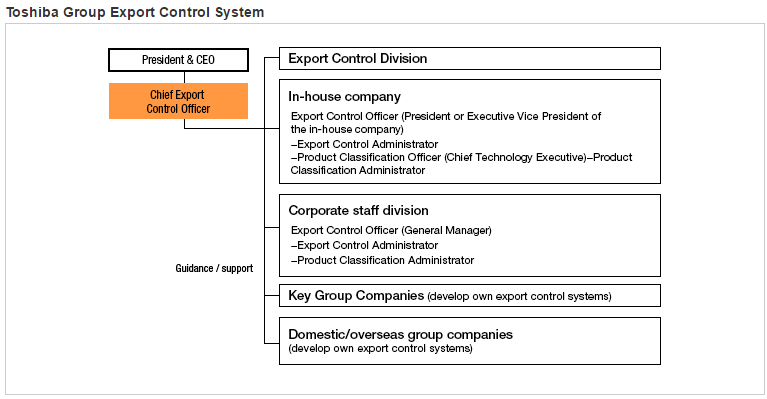 Toshiba Group Export Control System
President & CEO
Chief Export
Control Officer
Export Control Division
In-house company
Export Control Officer (President or Executive Vice President of
the in-house company)
–Export Control Administrator
–Product Classification Officer (Chief Technology Executive)–Product
Classification Administrator
Corporate staff division
Export Control Officer (General Manager)
–Export Control Administrator
–Product Classification Administrator
Guidance / support
Key Group Companies (develop own export control systems)
Domestic/overseas group companies
(develop own export control systems)